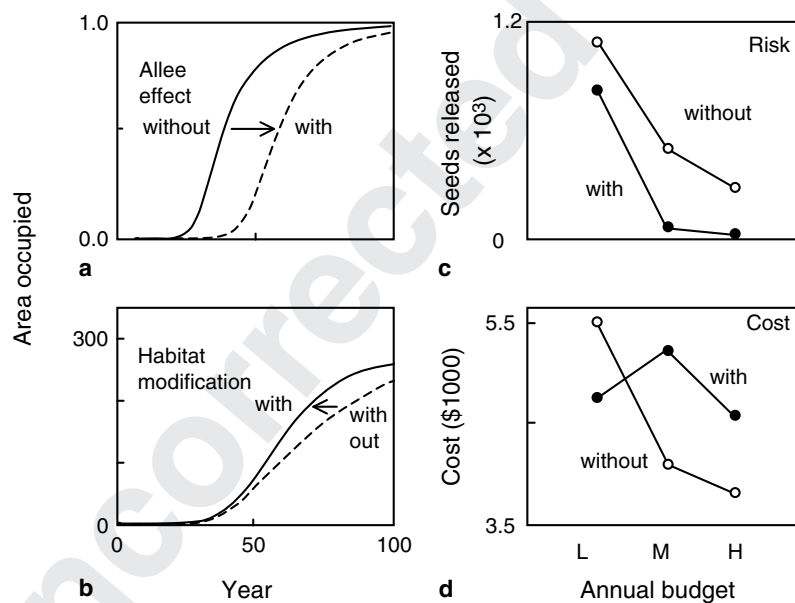 1.0
Allee
effect
without
with
0.0
a
Area occupied
300
Habitat
modification
with
with
out
0
0
50
100
b
Year
1.2
Risk
Seeds released
(x 10³)
without
with
0
c
5.5
Cost
Cost ($1000)
with
without
3.5
L M H
d
Annual budget
uncorrected